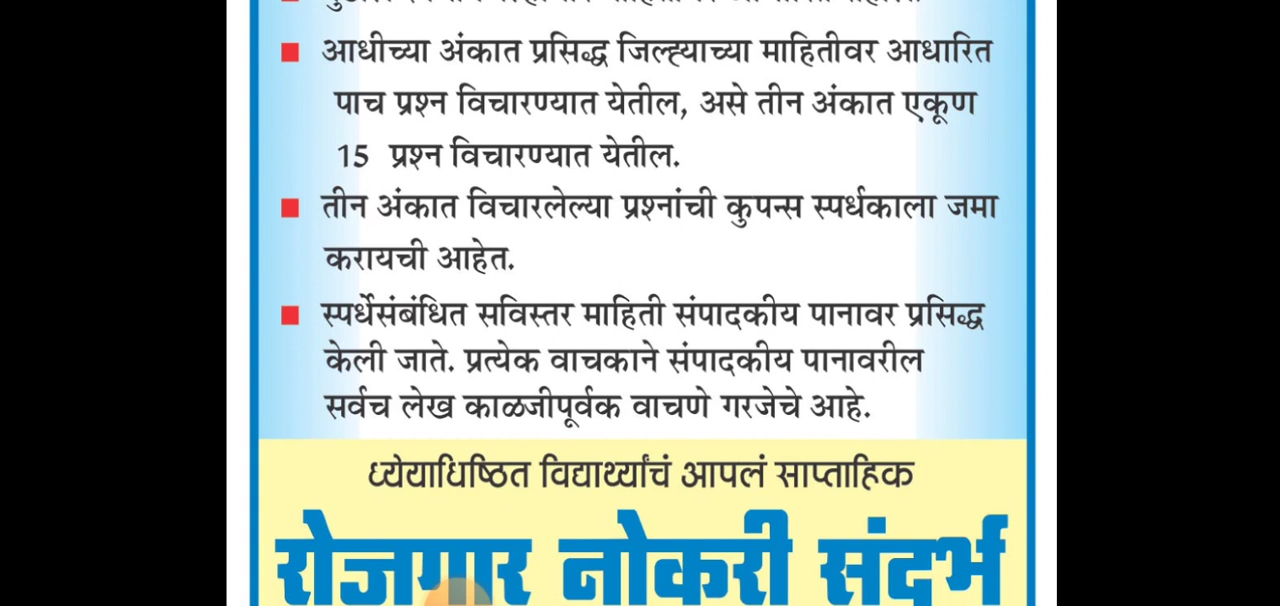 आधीच्या अंकात प्रसिद्ध जिल्ह्याच्या माहितीवर आधारित
पाच प्रश्न विचारण्यात येतील, असे तीन अंकात एकूण
15 प्रश्न विचारण्यात येतील.
तीन अंकात विचारलेल्या प्रश्नांची कुपन्स स्पर्धकाला जमा
करायची आहेत.
स्पर्धेसंबंधित सविस्तर माहिती संपादकीय पानावर प्रसिद्ध
केली जाते. प्रत्येक वाचकाने संपादकीय पानावरील
सर्वच लेख काळजीपूर्वक वाचणे गरजेचे आहे.
ध्येयाधिष्ठित विद्यार्थ्यांचं आपलं साप्ताहिक
रोजगार नोकरी संदर्भ